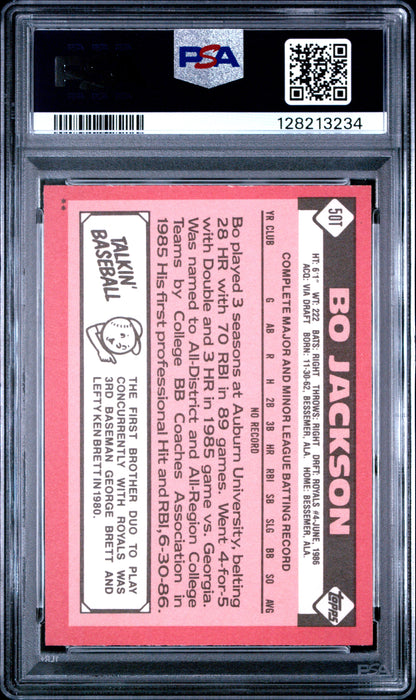 PSA
128213234
50T
BO JACKSON
Topps
HT: 6'1" WT: 222 BATS: RIGHT THROWS: RIGHT DRFT: ROYALS #4-JUNE, 1986
ACQ: VIA DRAFT BORN: 11-30-62, BESSEMER, ALA. HOME: BESSEMER, ALA.
COMPLETE MAJOR AND MINOR LEAGUE BATTING RECORD
YR CLUB G AB R H 2B 3B HR RBI SB SLG BB SO AVG
NO RECORD
Bo played 3 seasons at Auburn University, belting
28 HR with 70 RBI in 89 games. Went 4-for-5
with Double and 3 HR in 1985 game vs. Georgia.
Was named to All-District and All-Region College
Teams by College BB Coaches Association in
1985 His first professional Hit and RBI, 6-30-86.
TALKIN'
BASEBALL
THE FIRST BROTHER DUO TO PLAY
CONCURRENTLY WITH ROYALS WAS
3RD BASEMAN GEORGE BRETT AND
LEFTY KEN BRETT IN 1980.
**
PSA